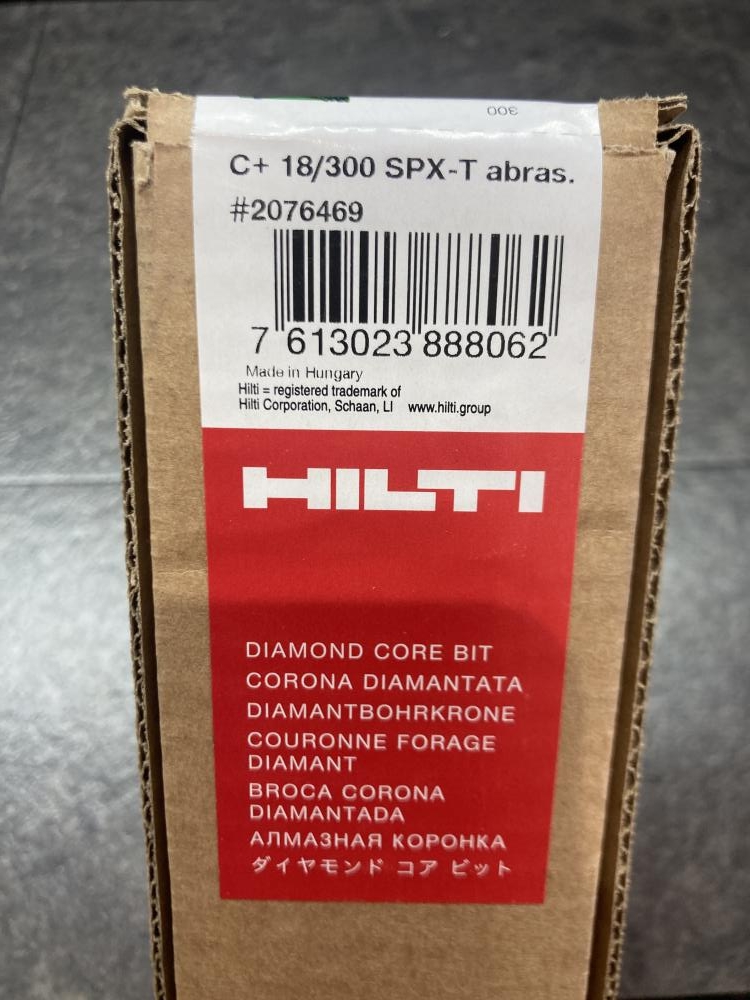 300
C+ 18/300 SPX-T abras.
#2076469
7 613023 888062
Made in Hungary
Hilti = registered trademark of
Hilti Corporation, Schaan, LI www.hilti.group
HILTI
DIAMOND CORE BIT
CORONA DIAMANTATA
DIAMANTBOHRKRONE
COURONNE FORAGE
DIAMANT
BROCA CORONA
DIAMANTADA
АЛМАЗНАЯ КОРОНКА
ダイヤモンド コア ビット